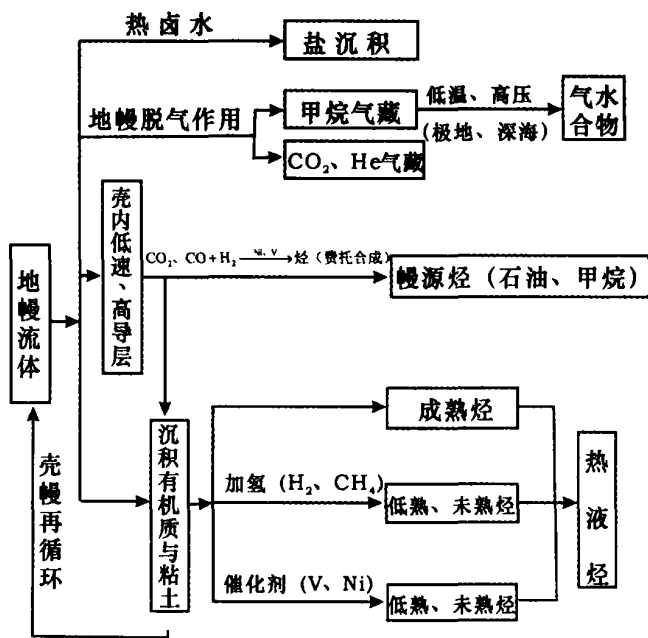 热卤水
盐沉积
地幔脱气作用
甲烷气藏
低温、高压
(极地、深海)
气水
合物
CO₂、He气藏
壳内低速、高导层
CO₂、CO+H₂ —Ni、V→ 烃(费托合成)
幔源烃(石油、甲烷)
地幔流体
壳幔再循环
沉积有机质与粘土
成熟烃
加氢(H₂、CH₄)
低熟、未熟烃
催化剂(V、Ni)
低熟、未熟烃
热液烃